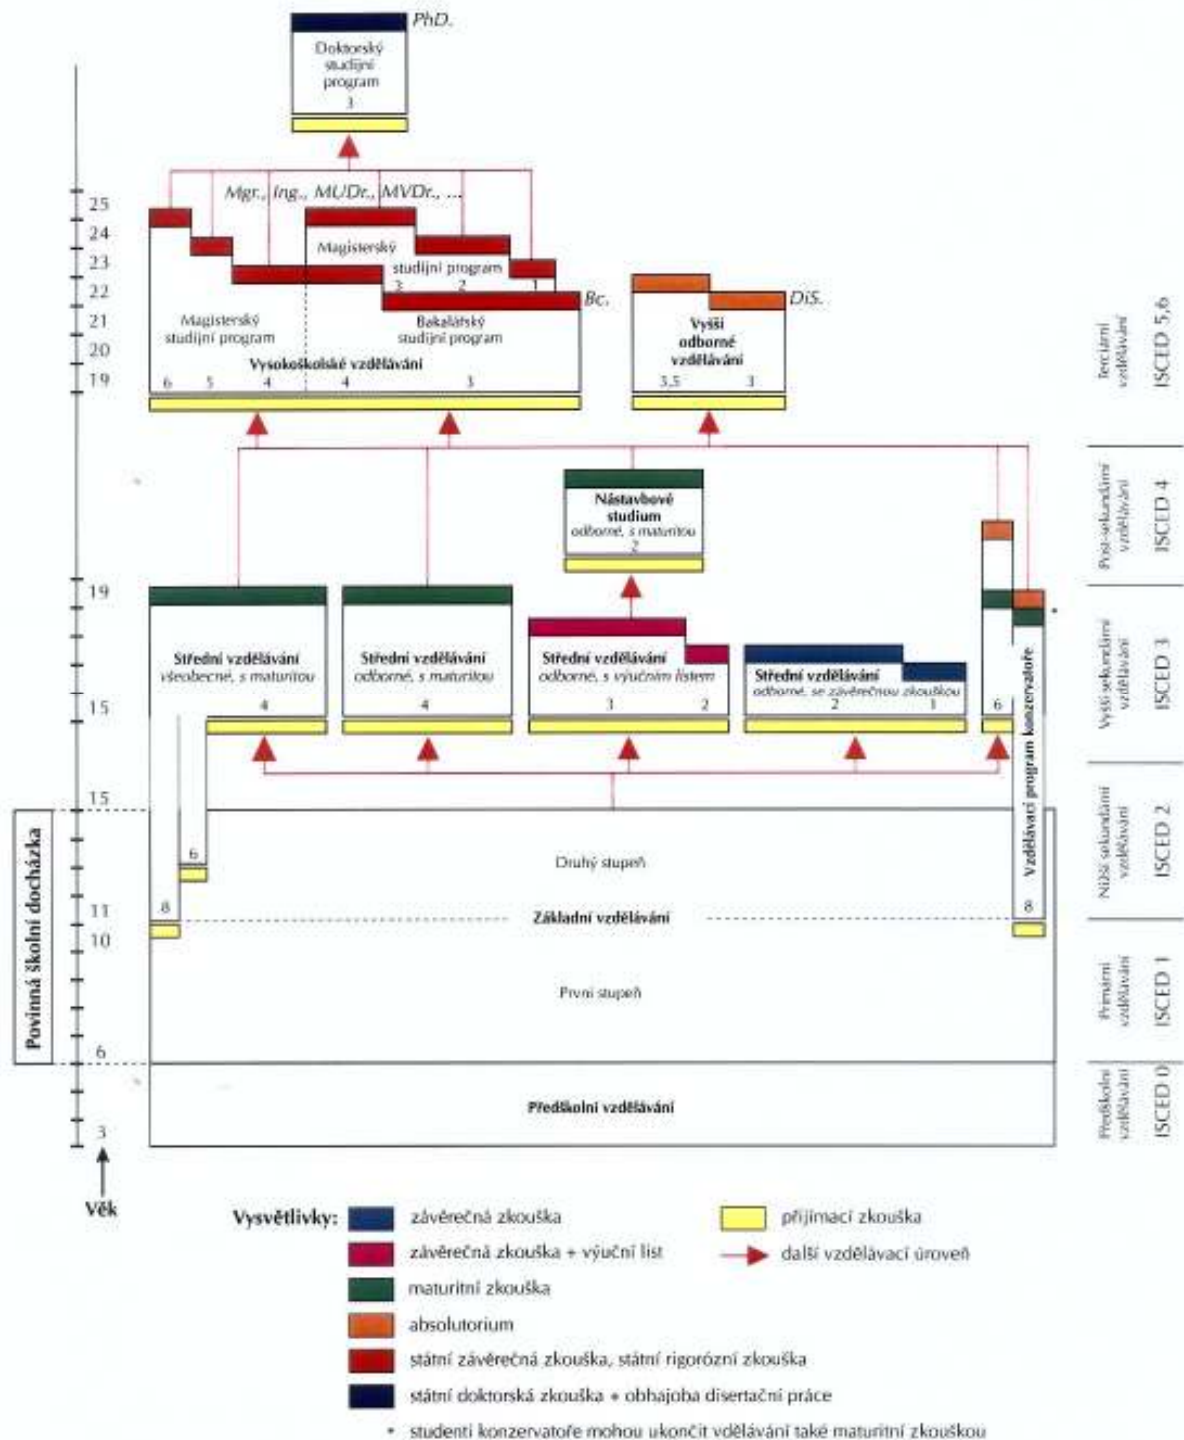 PhD.
Doktorský
studijní
program
3
Mgr., Ing., MUDr., MVDr., ...
25
24
23
22
21
20
19
Magisterský
studijní program
3
2
1
Bc.
Magisterský
studijní program
Bakalářský
studijní program
Vysokoškolské vzdělávání
6
5
4
4
3
DiS.
Vyšší
odborné
vzdělávání
3,5
3
Terciární
vzdělávání
ISCED 5,6
Nástavbové
studium
odborné, s maturitou
2
Post-sekundární
vzdělávání
ISCED 4
19
15
Střední vzdělávání
všeobecné, s maturitou
4
Střední vzdělávání
odborné, s maturitou
4
Střední vzdělávání
odborné, s výučním listem
3
2
Střední vzdělávání
odborné, se závěrečnou zkouškou
2
1
6
*
Vzdělávací program konzervatoře
8
Vyšší sekundární
vzdělávání
ISCED 3
Povinná školní docházka
15
11
10
6
3
6
8
Druhý stupeň
Základní vzdělávání
První stupeň
Předškolní vzdělávání
Nižší sekundární
vzdělávání
ISCED 2
Primární
vzdělávání
ISCED 1
Předškolní
vzdělávání
ISCED 0
Věk
Vysvětlivky:
závěrečná zkouška
závěrečná zkouška + výuční list
maturitní zkouška
absolutorium
státní závěrečná zkouška, státní rigorózní zkouška
státní doktorská zkouška + obhajoba disertační práce
přijímací zkouška
další vzdělávací úroveň
* studenti konzervatoře mohou ukončit vdělávání také maturitní zkouškou